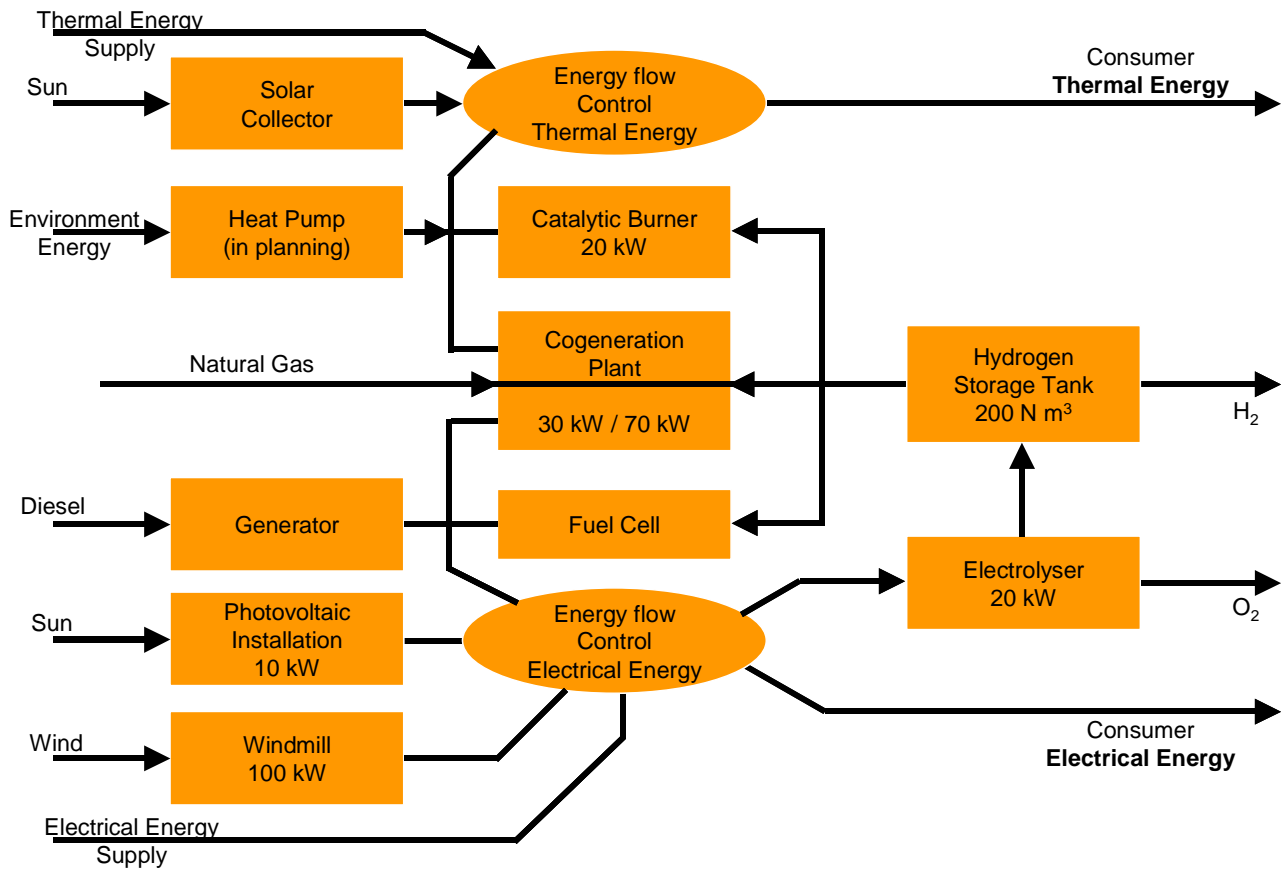 Thermal Energy
Supply
Sun
Solar
Collector
Energy flow
Control
Thermal Energy
Consumer
Thermal Energy
Environment
Energy
Heat Pump
(in planning)
Catalytic Burner
20 kW
Natural Gas
Cogeneration
Plant
30 kW / 70 kW
Hydrogen
Storage Tank
200 N m³
H₂
Diesel
Generator
Fuel Cell
Electrolyser
20 kW
O₂
Sun
Photovoltaic
Installation
10 kW
Energy flow
Control
Electrical Energy
Wind
Windmill
100 kW
Consumer
Electrical Energy
Electrical Energy
Supply